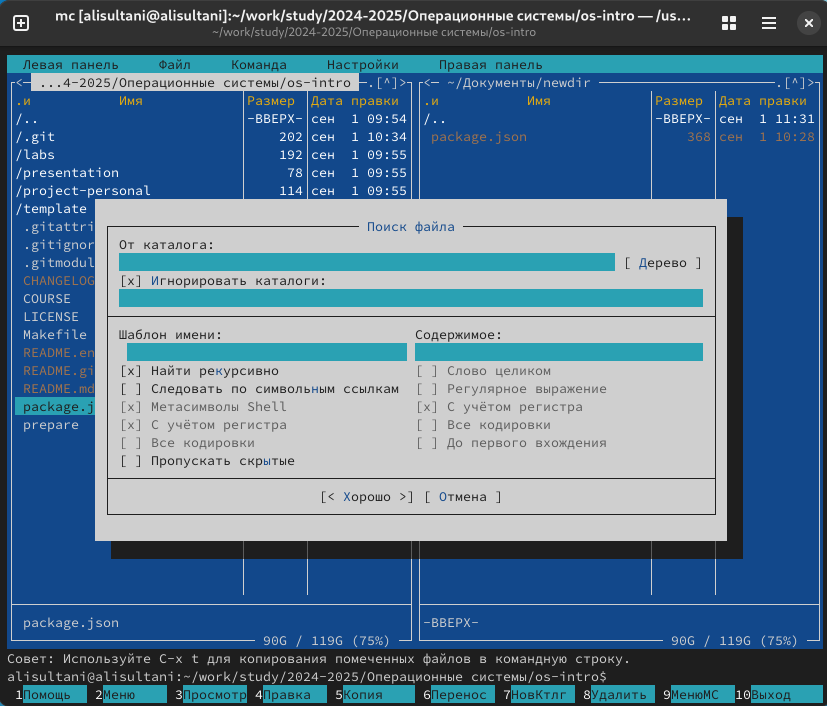 mc [alisultani@alisultani]:~/work/study/2024-2025/Операционные системы/os-intro — /us...
~/work/study/2024-2025/Операционные системы/os-intro
Левая панель Файл Команда Настройки Правая панель
<— ...4-2025/Операционные системы/os-intro .[^]> <— ~/Документы/newdir .[^]>
.и Имя Размер Дата правки .и Имя Размер Дата правки
/.. -ВВЕРХ- сен 1 09:54 /.. -ВВЕРХ- сен 1 11:31
/.git 202 сен 1 10:34 package.json 368 сен 1 10:28
/labs 192 сен 1 09:55
/presentation 78 сен 1 09:55
/project-personal 114 сен 1 09:55
/template
Поиск файла
.gitattri
От каталога:
.gitignor
.gitmodul [ Дерево ]
CHANGELOG [x] Игнорировать каталоги:
COURSE
LICENSE
Makefile Шаблон имени: Содержимое:
README.en
README.gi [x] Найти рекурсивно [ ] Слово целиком
README.md [ ] Следовать по символьным ссылкам [ ] Регулярное выражение
package.j [x] Метасимволы Shell [x] С учётом регистра
prepare [x] С учётом регистра [ ] Все кодировки
[ ] Все кодировки [ ] До первого вхождения
[ ] Пропускать скрытые
[< Хорошо >] [ Отмена ]
package.json -ВВЕРХ-
90G / 119G (75%) 90G / 119G (75%)
Совет: Используйте C-x t для копирования помеченных файлов в командную строку.
alisultani@alisultani:~/work/study/2024-2025/Операционные системы/os-intro$
1Помощь 2Меню 3Просмотр 4Правка 5Копия 6Перенос 7НовКтлг 8Удалить 9МенюMC 10Выход